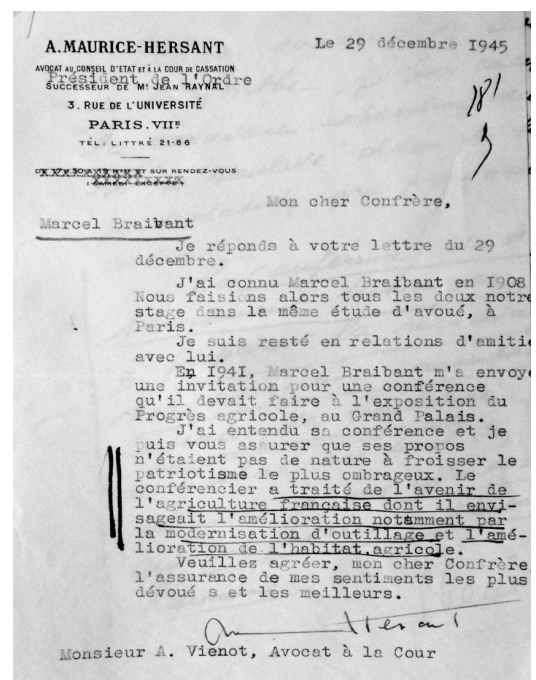 A. MAURICE-HERSANT
Le 29 décembre 1945
AVOCAT AU CONSEIL D'ETAT ET À LA COUR DE CASSATION
Président de l'Ordre
SUCCESSEUR DE Mᵉ JEAN RAYNAL
3. RUE DE L'UNIVERSITÉ
PARIS. VIIᴱ
TÉL: LITTRÉ 21-86
ET SUR RENDEZ-VOUS
(SAMEDI EXCEPTÉ)
Mon cher Confrère,
Marcel Braibant
Je réponds à votre lettre du 29
décembre.
J'ai connu Marcel Braibant en I908
Nous faisions alors tous les deux notre
stage dans la même étude d'avoué, à
Paris.
Je suis resté en relations d'amitié
avec lui.
En I94I, Marcel Braibant m'a envoyé
une invitation pour une conférence
qu'il devait faire à l'exposition du
Progrès agricole, au Grand Palais.
J'ai entendu sa conférence et je
puis vous assurer que ses propos
n'étaient pas de nature à froisser le
patriotisme le plus ombrageux. Le
conférencier a traité de l'avenir de
l'agriculture française dont il envi-
sageait l'amélioration notamment par
la modernisation d'outillage et l'amé-
lioration de l'habitat agricole.
Veuillez agréer, mon cher Confrère
l'assurance de mes sentiments les plus
dévoué s et les meilleurs.
Hersant
Monsieur A. Vienot, Avocat à la Cour